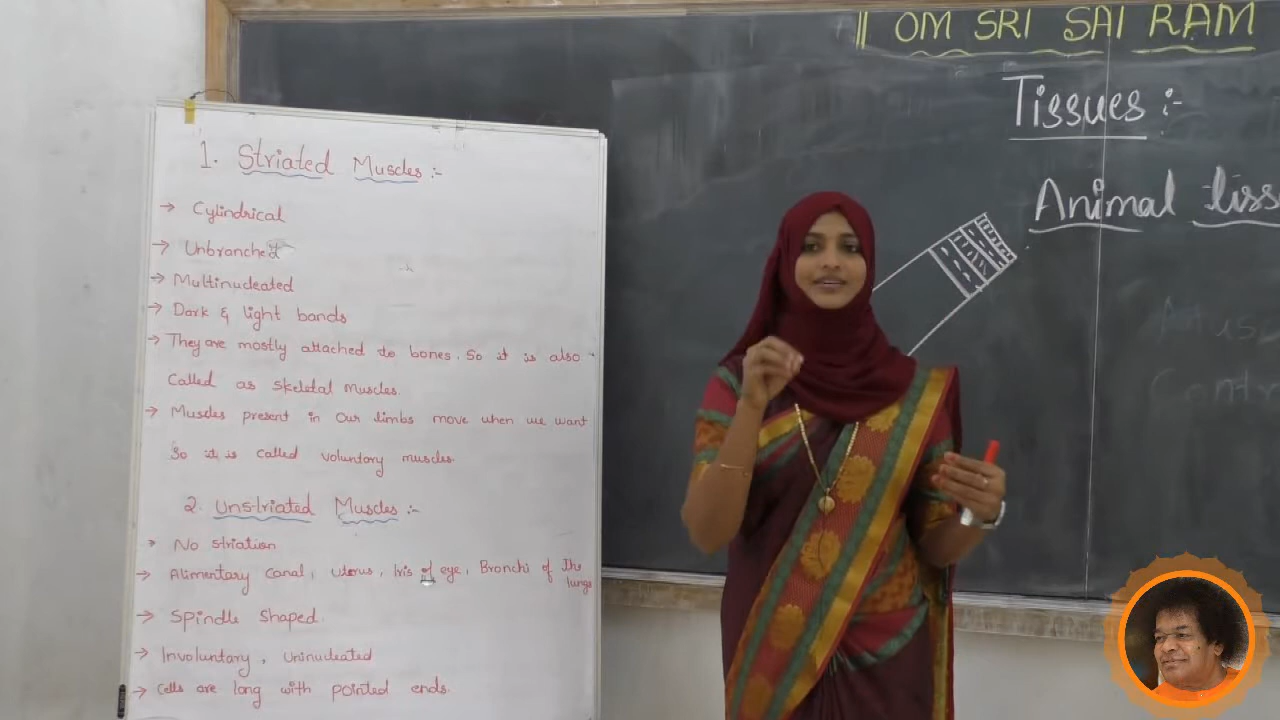 1. Striated Muscles :-
→ Cylindrical
→ Unbranched
→ Multinucleated
→ Dark & light bands
→ They are mostly attached to bones. So it is also
Called as skeletal muscles.
→ Muscles present in our limbs move when we want
So it is called voluntary muscles.
2. Unstriated Muscles :-
→ No striation
→ Alimentary Canal, Uterus, Iris of eye, Bronchi of the
lungs
→ Spindle shaped.
→ Involuntary, Uninucleated
→ Cells are long with pointed ends.
|| OM SRI SAI RAM
Tissues :-
Animal tiss